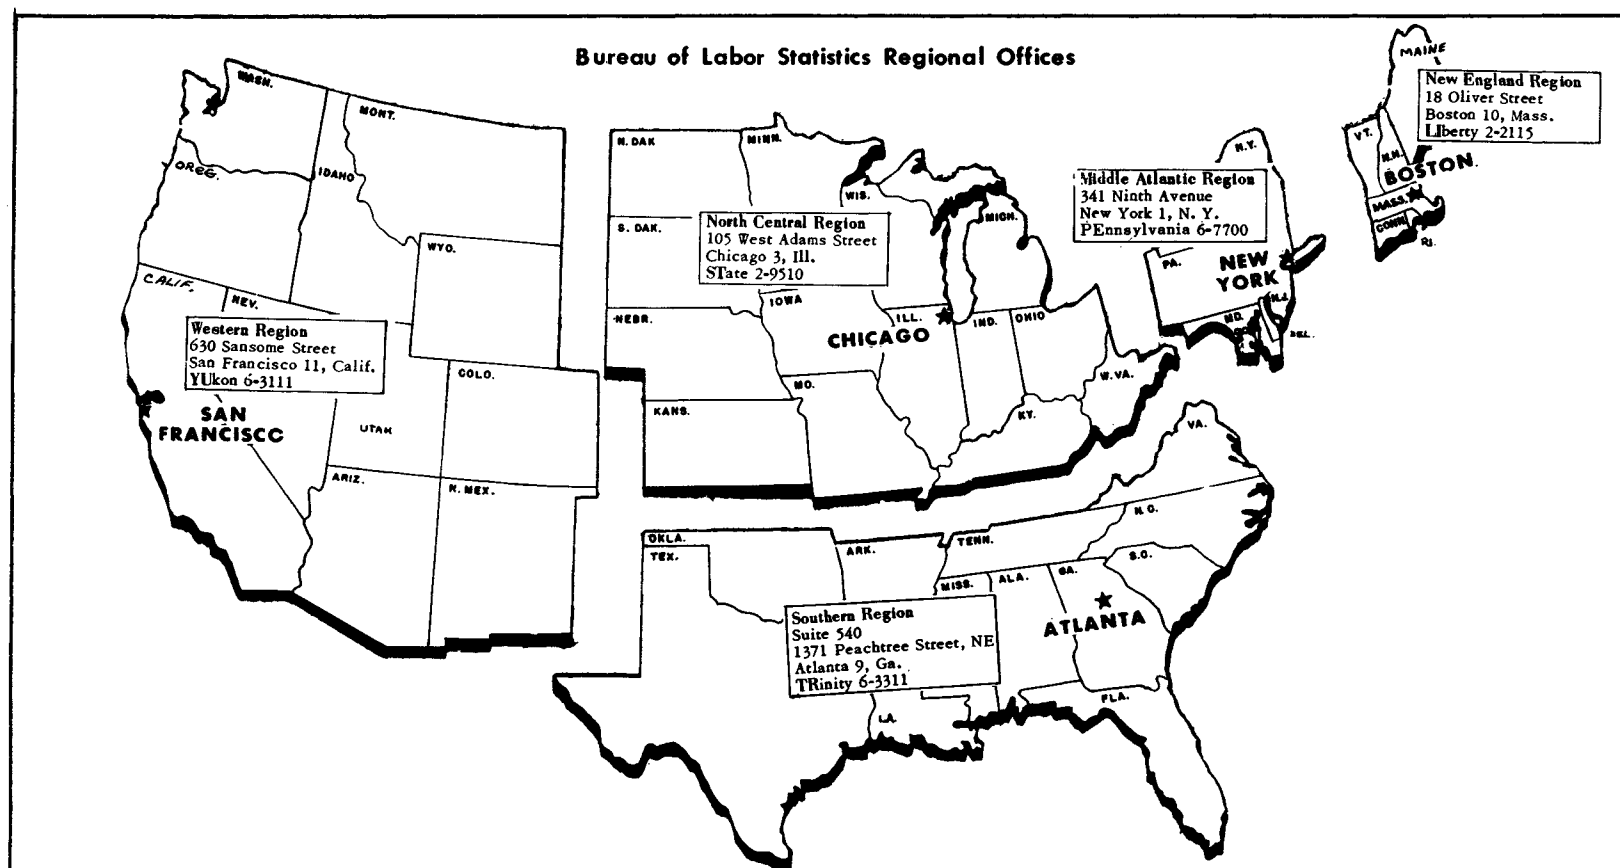 Bureau of Labor Statistics Regional Offices
MAINE
New England Region
18 Oliver Street
Boston 10, Mass.
LIberty 2-2115
VT.
N.H.
BOSTON
MASS.
CONN.
R.I.
N.Y.
Middle Atlantic Region
341 Ninth Avenue
New York 1, N. Y.
PEnnsylvania 6-7700
PA.
NEW
YORK
N.J.
MD.
DEL.
WASH.
MONT.
OREG.
IDAHO
WYO.
CALIF.
NEV.
Western Region
630 Sansome Street
San Francisco 11, Calif.
YUkon 6-3111
SAN
FRANCISCO
UTAH
COLO.
ARIZ.
N. MEX.
N. DAK
MINN.
S. DAK.
WIS.
MICH.
North Central Region
105 West Adams Street
Chicago 3, Ill.
STate 2-9510
IOWA
NEBR.
ILL.
CHICAGO
IND.
OHIO
MO.
W. VA.
KANS.
KY.
VA.
N.C.
OKLA.
TEX.
ARK.
TENN.
S.C.
MISS.
ALA.
GA.
Southern Region
Suite 540
1371 Peachtree Street, NE
Atlanta 9, Ga.
TRinity 6-3311
ATLANTA
LA.
FLA.